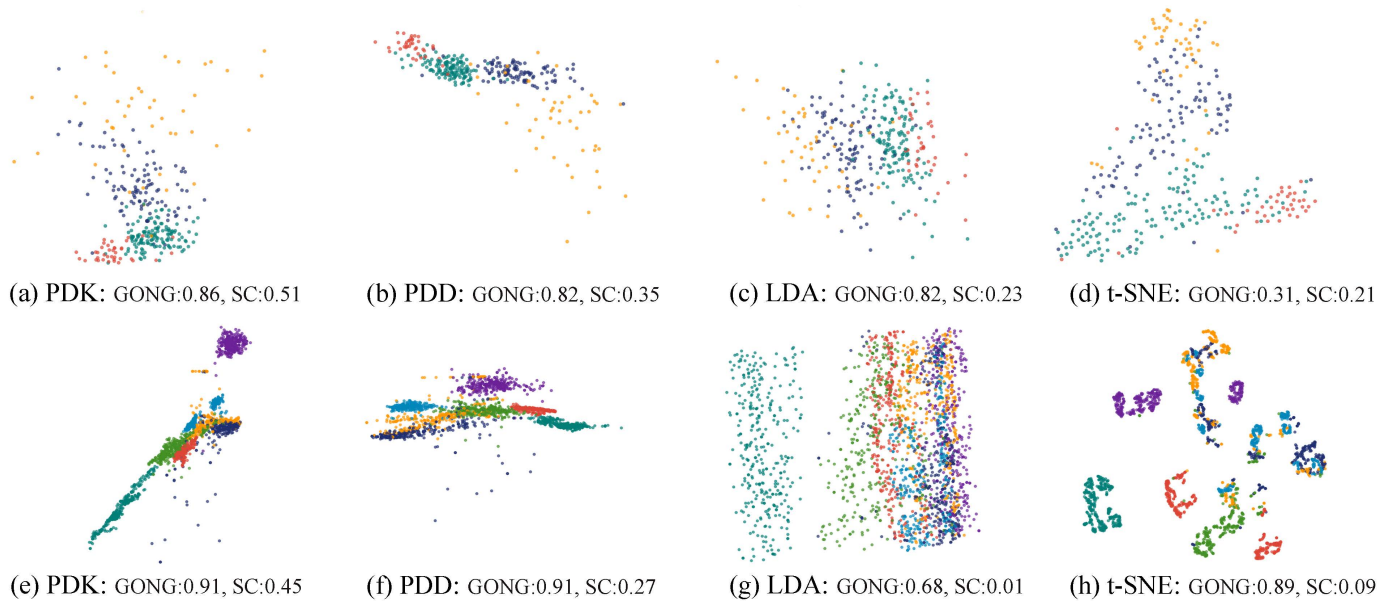 (a) PDK: GONG:0.86, SC:0.51
(b) PDD: GONG:0.82, SC:0.35
(c) LDA: GONG:0.82, SC:0.23
(d) t-SNE: GONG:0.31, SC:0.21
(e) PDK: GONG:0.91, SC:0.45
(f) PDD: GONG:0.91, SC:0.27
(g) LDA: GONG:0.68, SC:0.01
(h) t-SNE: GONG:0.89, SC:0.09